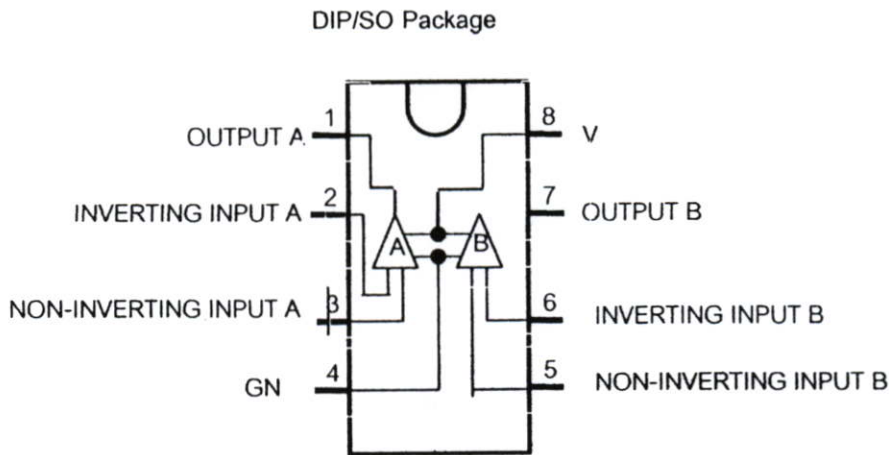 DIP/SO Package
1
OUTPUT A
8
V
2
INVERTING INPUT A
7
OUTPUT B
A
B
3
NON-INVERTING INPUT A
6
INVERTING INPUT B
4
GN
5
NON-INVERTING INPUT B